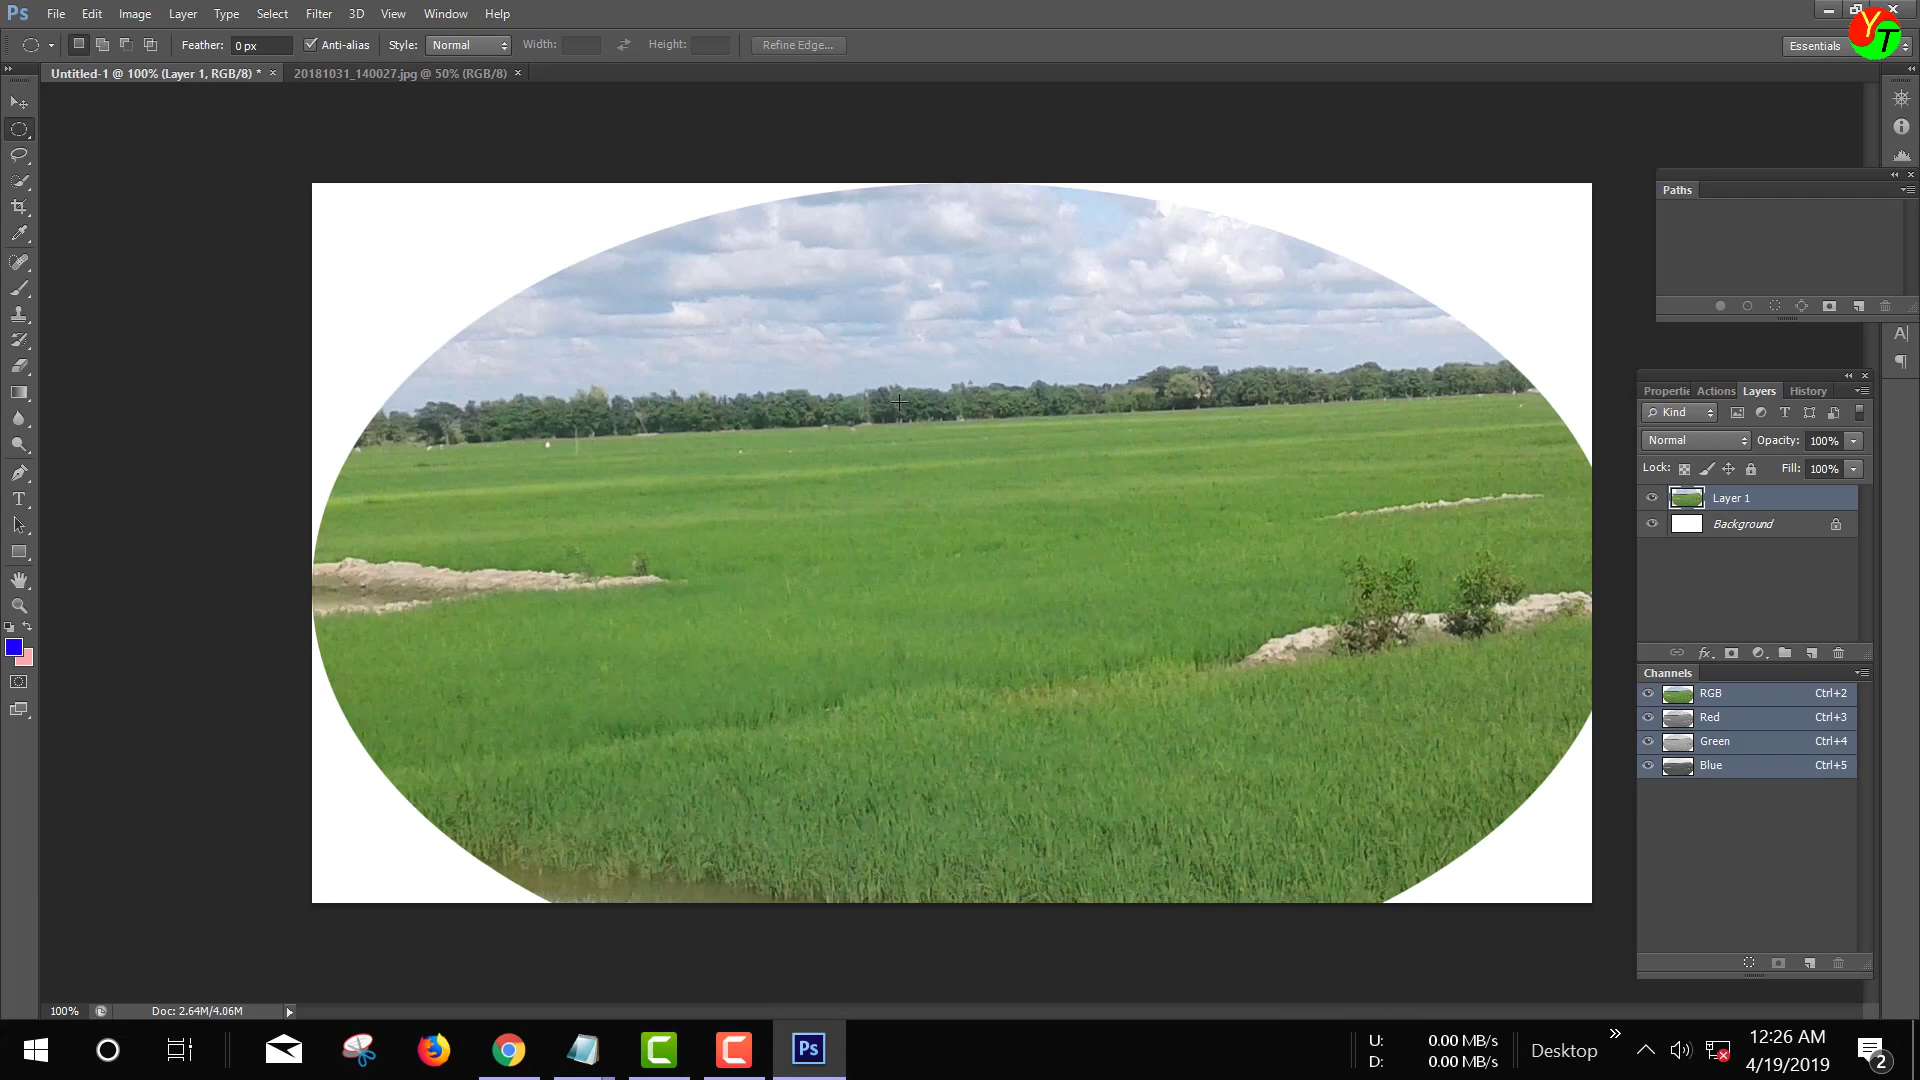 Ps File Edit Image Layer Type Select Filter 3D View Window Help
Feather: 0 px Anti-alias Style: Normal Width: Height: Refine Edge... Essentials
YT
Untitled-1 @ 100% (Layer 1, RGB/8) * × 20181031_140027.jpg @ 50% (RGB/8) ×
Paths
Properti Actions Layers History
Kind
Normal Opacity: 100%
Lock: Fill: 100%
Layer 1
Background
Channels
RGB Ctrl+2
Red Ctrl+3
Green Ctrl+4
Blue Ctrl+5
100% Doc: 2.64M/4.06M
Ps
U: 0.00 MB/s
D: 0.00 MB/s
Desktop
12:26 AM
4/19/2019
2